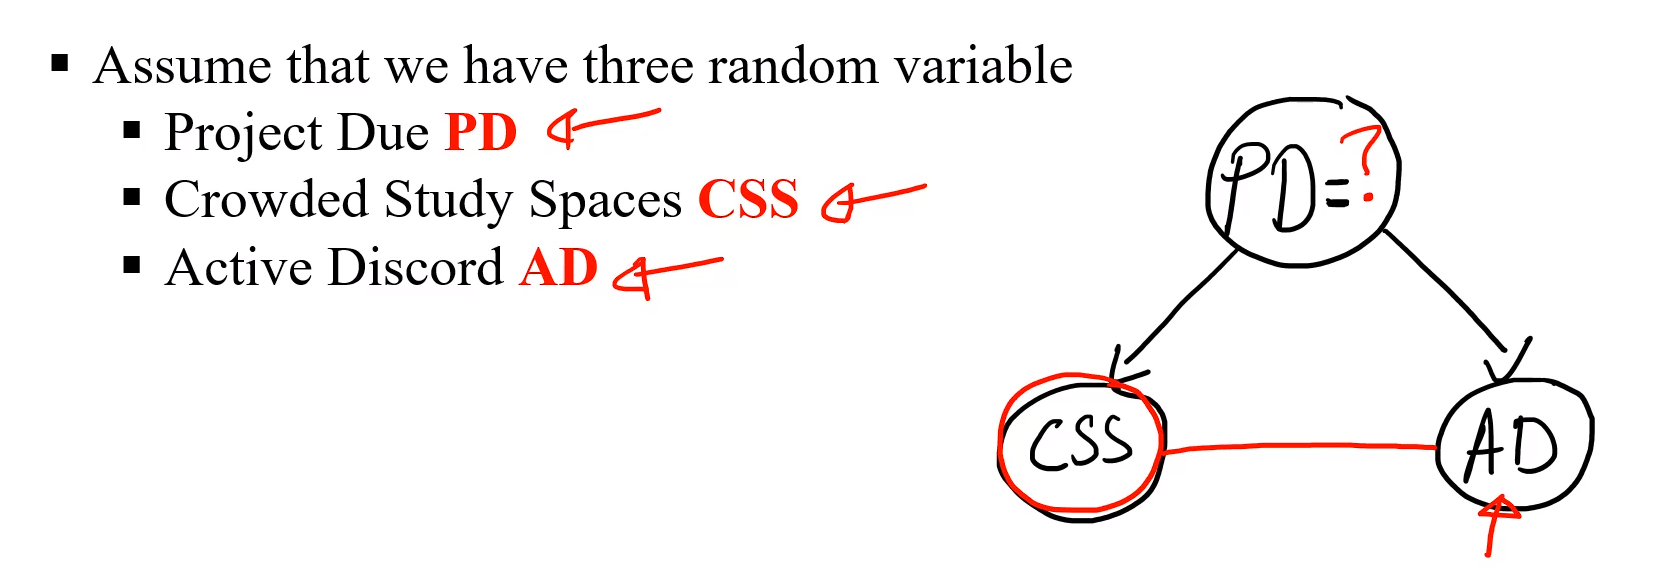 ▪ Assume that we have three random variable
▪ Project Due PD
▪ Crowded Study Spaces CSS
▪ Active Discord AD
PD=?
CSS
AD